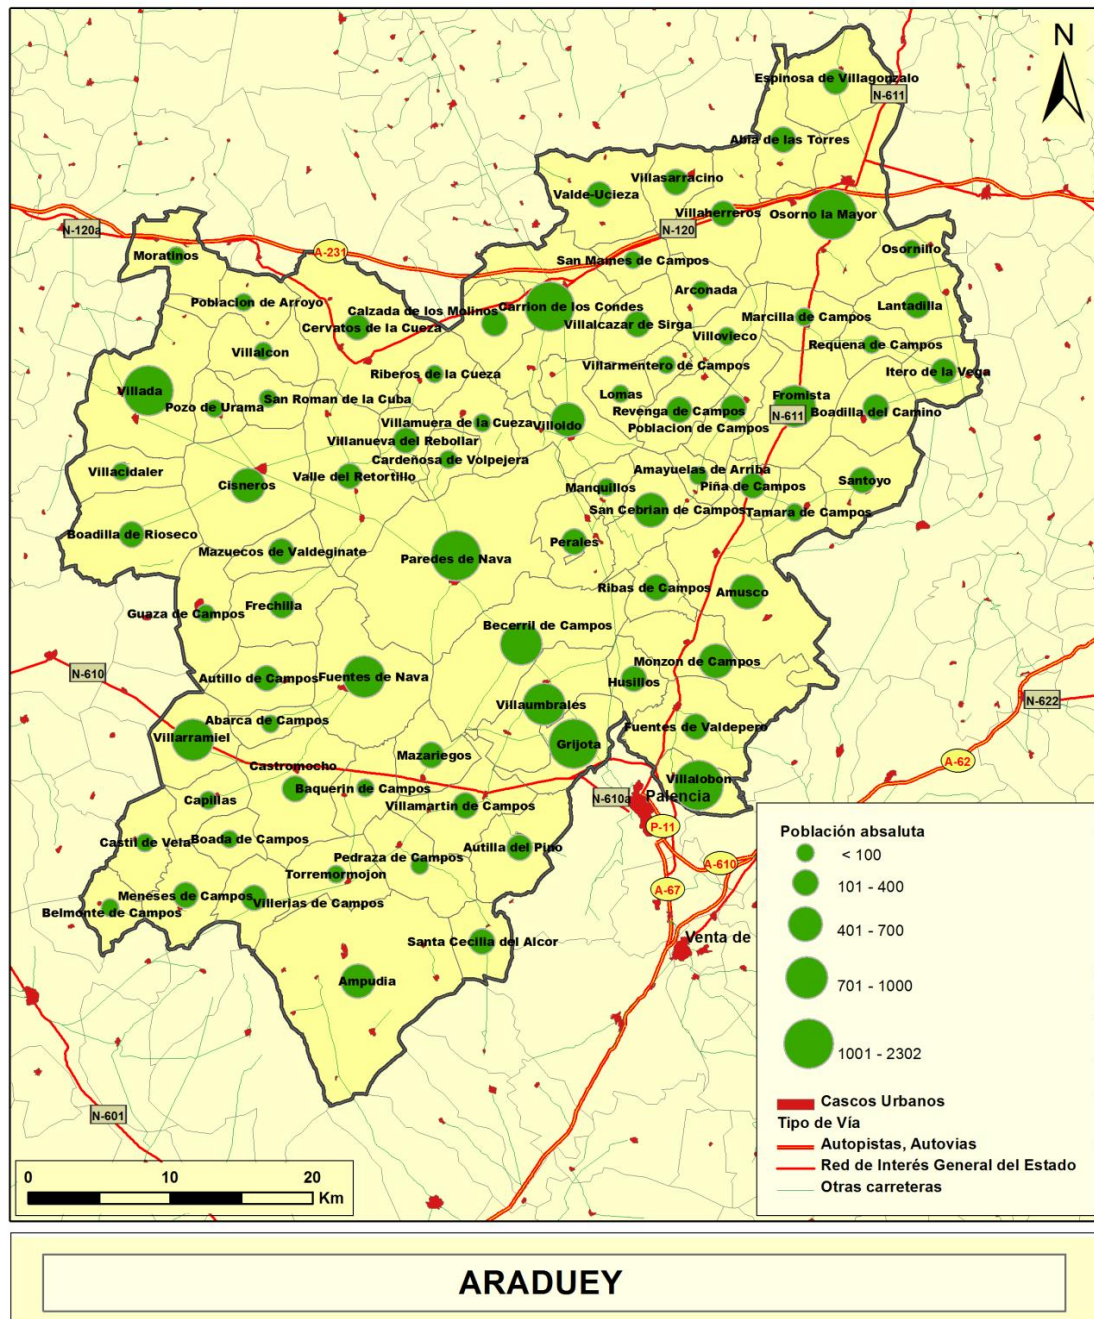 N
Espinosa de Villagonzalo
N-611
Abia de las Torres
Villasarracino
Valde-Ucieza
Villaherreros
Osorno la Mayor
N-120a
N-120
A-231
Osornillo
Moratinos
San Mames de Campos
Arconada
Poblacion de Arroyo
Calzada de los Molinos
Carrion de los Condes
Lantadilla
Cervatos de la Cueza
Villalcazar de Sirga
Marcilla de Campos
Villovieco
Requena de Campos
Villalcon
Villarmentero de Campos
Riberos de la Cueza
Itero de la Vega
Villada
San Roman de la Cuba
Lomas
Fromista
Pozo de Urama
Revenga de Campos
N-611
Boadilla del Camino
Villamuera de la Cueza
Villoldo
Poblacion de Campos
Villanueva del Rebollar
Cardeñosa de Volpejera
Villacidaler
Valle del Retortillo
Amayuelas de Arriba
Cisneros
Manquillos
Piña de Campos
Santoyo
San Cebrian de Campos
Tamara de Campos
Boadilla de Rioseco
Perales
Mazuecos de Valdeginate
Paredes de Nava
Ribas de Campos
Amusco
Frechilla
Guaza de Campos
Becerril de Campos
Monzon de Campos
N-610
Autillo de Campos
Fuentes de Nava
Husillos
N-622
Villaumbrales
Abarca de Campos
Fuentes de Valdepero
Villarramiel
Grijota
Mazariegos
A-62
Castromocho
Villalobon
Baquerin de Campos
N-610a
Palencia
Capillas
Villamartin de Campos
P-11
Castil de Vela
Boada de Campos
Autilla del Pino
Pedraza de Campos
A-610
Torremormojon
A-67
Meneses de Campos
Villerias de Campos
Belmonte de Campos
Santa Cecilia del Alcor
Venta de
Ampudia
N-601
Población absaluta
< 100
101 - 400
401 - 700
701 - 1000
1001 - 2302
Cascos Urbanos
Tipo de Vía
Autopistas, Autovias
Red de Interés General del Estado
Otras carreteras
0 10 20
Km
ARADUEY